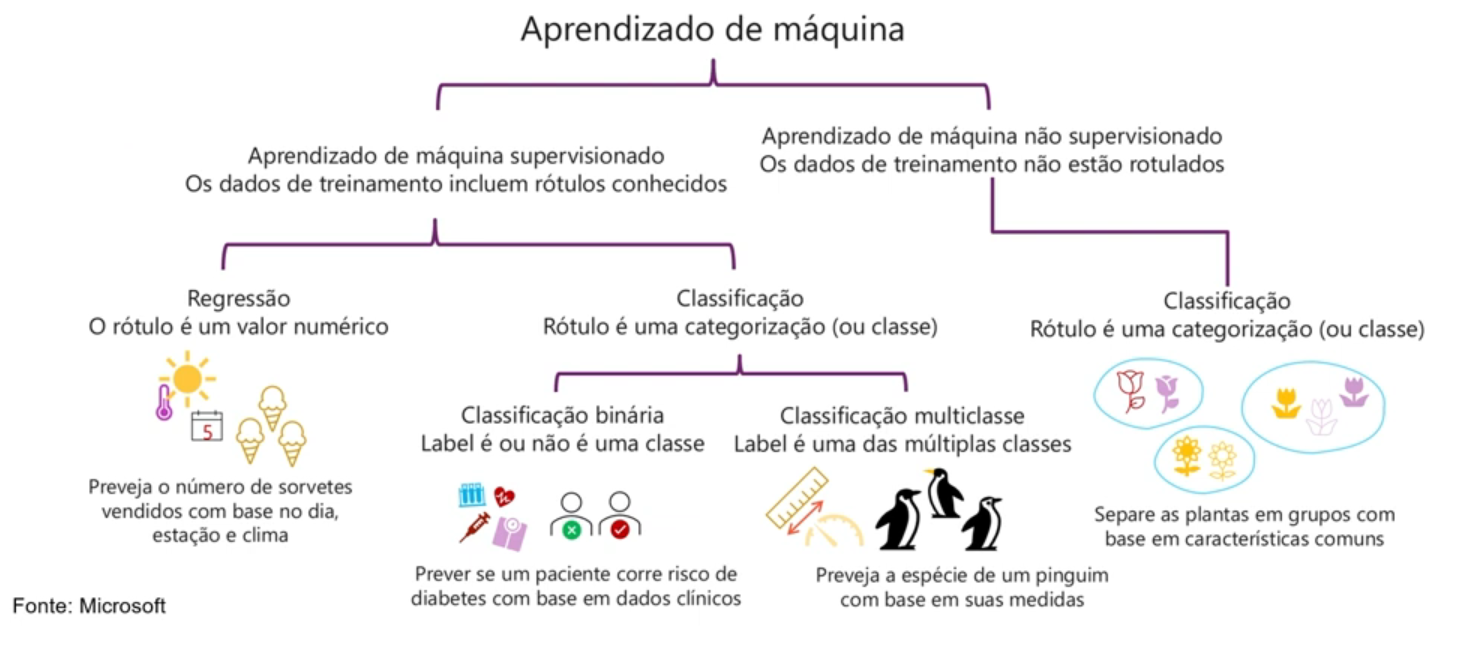 Aprendizado de máquina
Aprendizado de máquina supervisionado
Os dados de treinamento incluem rótulos conhecidos
Aprendizado de máquina não supervisionado
Os dados de treinamento não estão rotulados
Regressão
O rótulo é um valor numérico
5
Preveja o número de sorvetes
vendidos com base no dia,
estação e clima
Classificação
Rótulo é uma categorização (ou classe)
Classificação binária
Label é ou não é uma classe
Prever se um paciente corre risco de
diabetes com base em dados clínicos
Classificação multiclasse
Label é uma das múltiplas classes
Preveja a espécie de um pinguim
com base em suas medidas
Classificação
Rótulo é uma categorização (ou classe)
Separe as plantas em grupos com
base em características comuns
Fonte: Microsoft